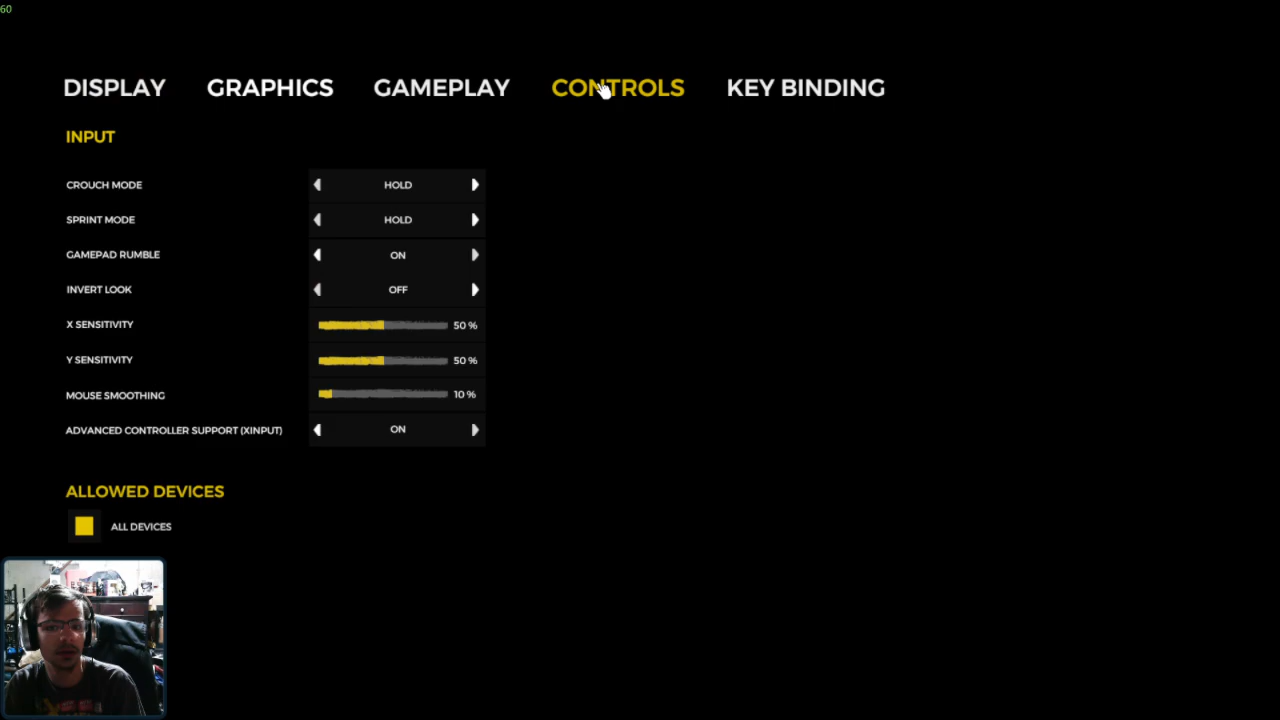 60
DISPLAY GRAPHICS GAMEPLAY CONTROLS KEY BINDING
INPUT
CROUCH MODE HOLD
SPRINT MODE HOLD
GAMEPAD RUMBLE ON
INVERT LOOK OFF
X SENSITIVITY 50 %
Y SENSITIVITY 50 %
MOUSE SMOOTHING 10 %
ADVANCED CONTROLLER SUPPORT (XINPUT) ON
ALLOWED DEVICES
ALL DEVICES